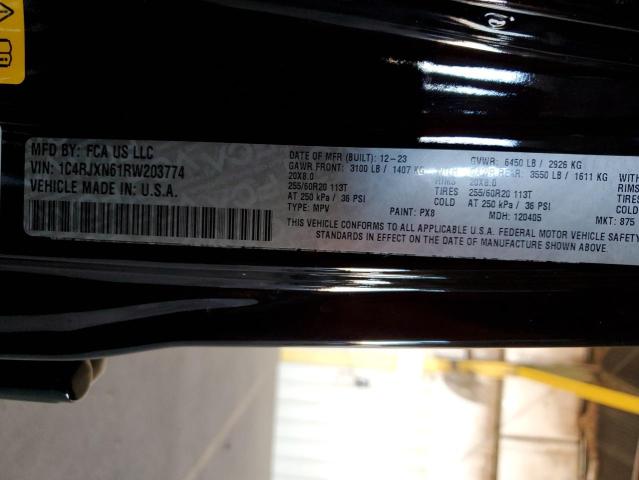 MFD BY: FCA US LLC
VIN: 1C4RJXN61RW203774
VEHICLE MADE IN U.S.A.
DATE OF MFR (BUILT): 12-23 GVWR: 6450 LB / 2926 KG
GAWR FRONT: 3100 LB / 1407 KG WITH GAWR REAR: 3550 LB / 1611 KG WITH
20X8.0 RIMS 20X8.0
255/60R20 113T TIRES 255/60R20 113T
AT 250 kPa / 36 PSI COLD AT 250 kPa / 36 PSI
TYPE: MPV PAINT: PX8 MDH: 120405 MKT: 875
THIS VEHICLE CONFORMS TO ALL APPLICABLE U.S.A. FEDERAL MOTOR VEHICLE SAFETY
STANDARDS IN EFFECT ON THE DATE OF MANUFACTURE SHOWN ABOVE.